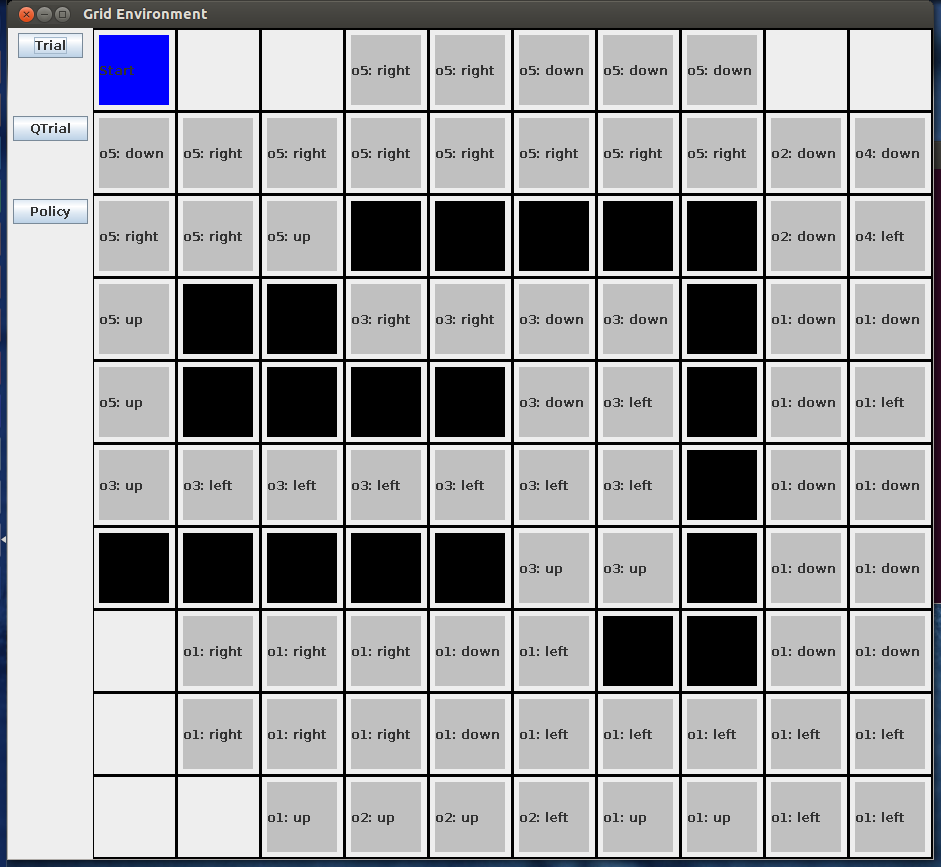 Grid Environment
Trial
Start
o5: right
o5: right
o5: down
o5: down
o5: down
QTrial
o5: down
o5: right
o5: right
o5: right
o5: right
o5: right
o5: right
o5: right
o2: down
o4: down
Policy
o5: right
o5: right
o5: up
o2: down
o4: left
o5: up
o3: right
o3: right
o3: down
o3: down
o1: down
o1: down
o5: up
o3: down
o3: left
o1: down
o1: left
o3: up
o3: left
o3: left
o3: left
o3: left
o3: left
o3: left
o1: down
o1: down
o3: up
o3: up
o1: down
o1: down
o1: right
o1: right
o1: right
o1: down
o1: left
o1: down
o1: down
o1: right
o1: right
o1: right
o1: down
o1: left
o1: left
o1: left
o1: left
o1: left
o1: up
o2: up
o2: up
o2: left
o1: up
o1: up
o1: left
o1: left